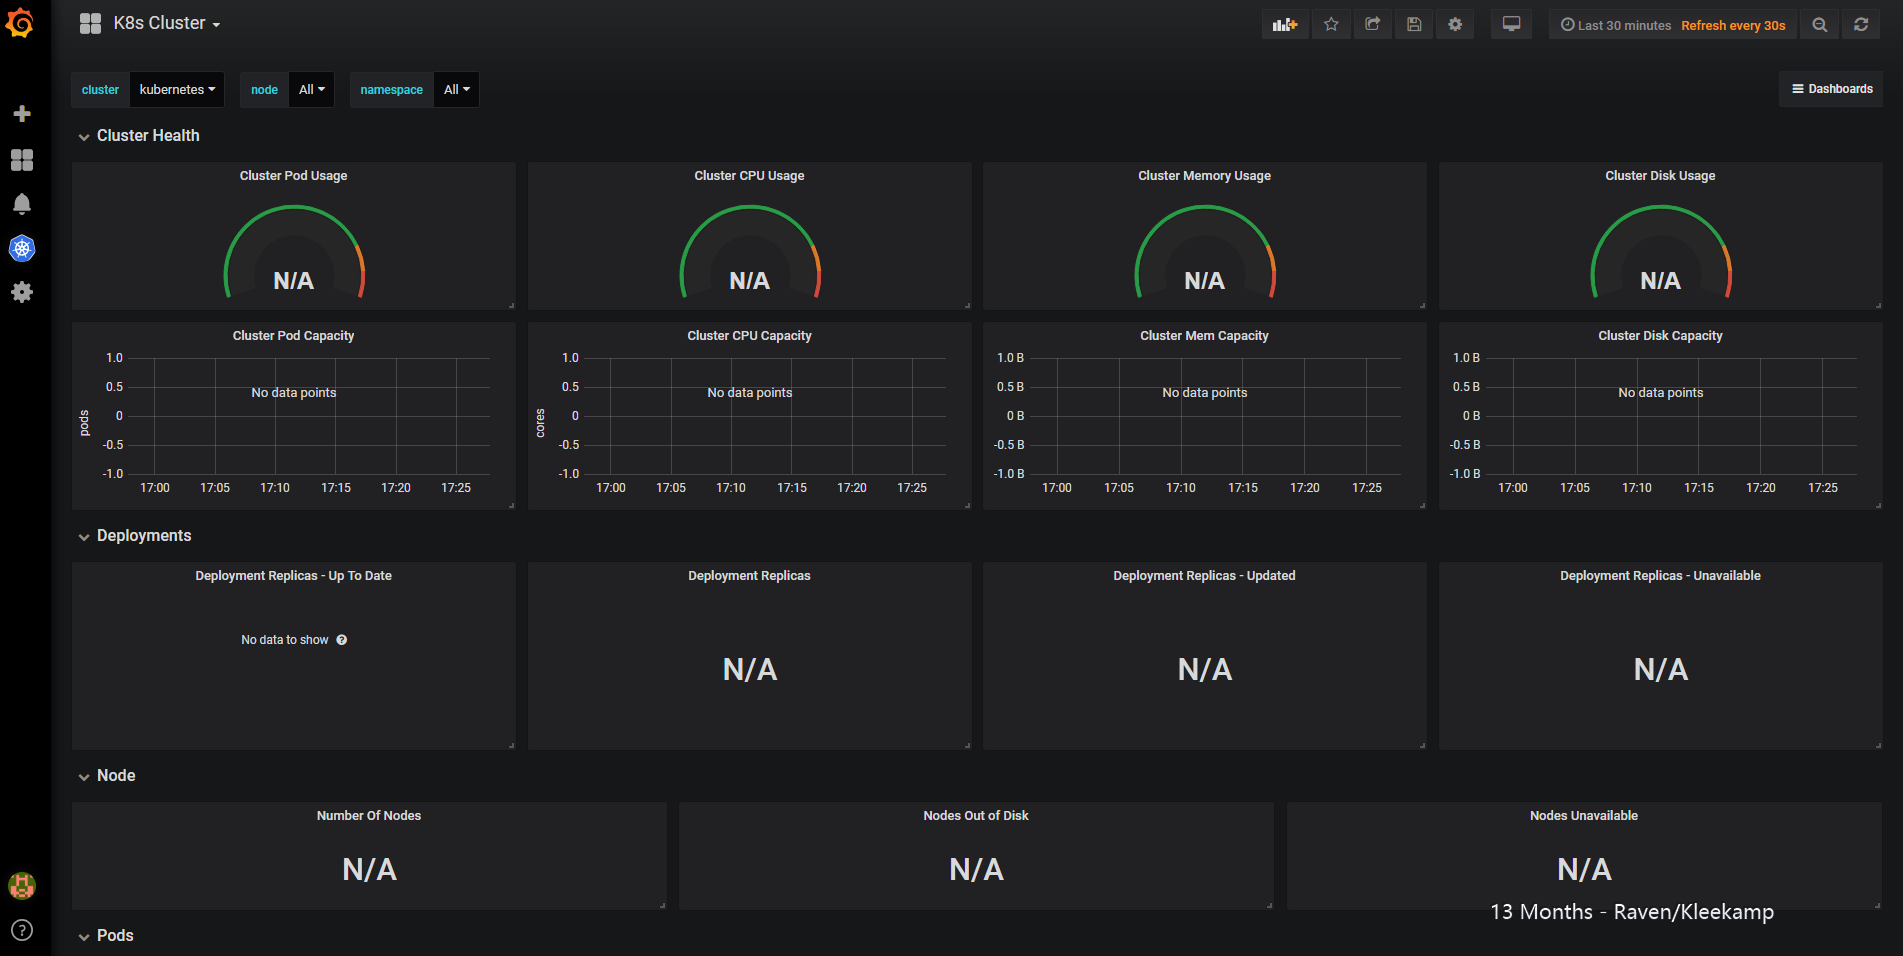 K8s Cluster
Last 30 minutes Refresh every 30s
cluster kubernetes node All namespace All
Dashboards
Cluster Health
Cluster Pod Usage
N/A
Cluster CPU Usage
N/A
Cluster Memory Usage
N/A
Cluster Disk Usage
N/A
Cluster Pod Capacity
1.0
0.5
0
-0.5
-1.0
pods
No data points
17:00 17:05 17:10 17:15 17:20 17:25
Cluster CPU Capacity
1.0
0.5
0
-0.5
-1.0
cores
No data points
17:00 17:05 17:10 17:15 17:20 17:25
Cluster Mem Capacity
1.0 B
0.5 B
0 B
-0.5 B
-1.0 B
No data points
17:00 17:05 17:10 17:15 17:20 17:25
Cluster Disk Capacity
1.0 B
0.5 B
0 B
-0.5 B
-1.0 B
No data points
17:00 17:05 17:10 17:15 17:20 17:25
Deployments
Deployment Replicas - Up To Date
No data to show ?
Deployment Replicas
N/A
Deployment Replicas - Updated
N/A
Deployment Replicas - Unavailable
N/A
Node
Number Of Nodes
N/A
Nodes Out of Disk
N/A
Nodes Unavailable
N/A
13 Months - Raven/Kleekamp
?
Pods